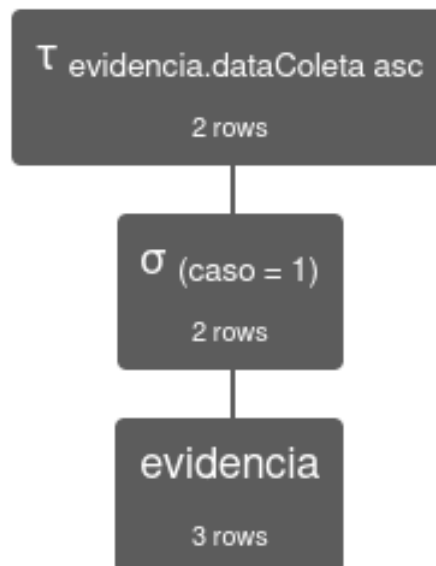 τ evidencia.dataColeta asc
2 rows
σ (caso = 1)
2 rows
evidencia
3 rows